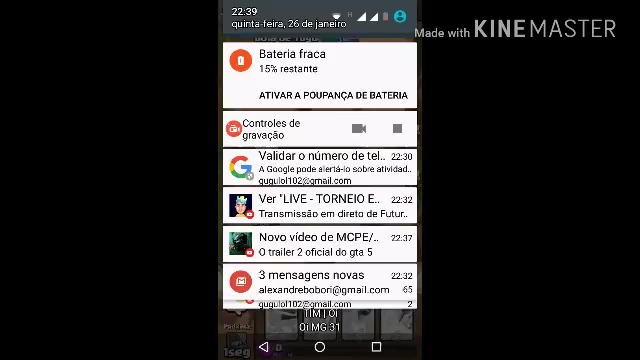 22:39
H
quinta-feira, 26 de janeiro
Made with KINEMASTER
Bateria fraca
15% restante
ATIVAR A POUPANÇA DE BATERIA
Controles de
gravação
Validar o número de tel.. 22:30
A Google pode alertá-lo sobre atividad..
gugulol102@gmail.com
Ver "LIVE - TORNEIO E.. 22:32
Transmissão em direto de Futur..
Novo vídeo de MCPE/.. 22:37
O trailer 2 oficial do gta 5
3 mensagens novas 22:32
alexandrebobori@gmail.com 65
gugulol102@gmail.com 2
TIM | Oi
Oi MG 31
1seg